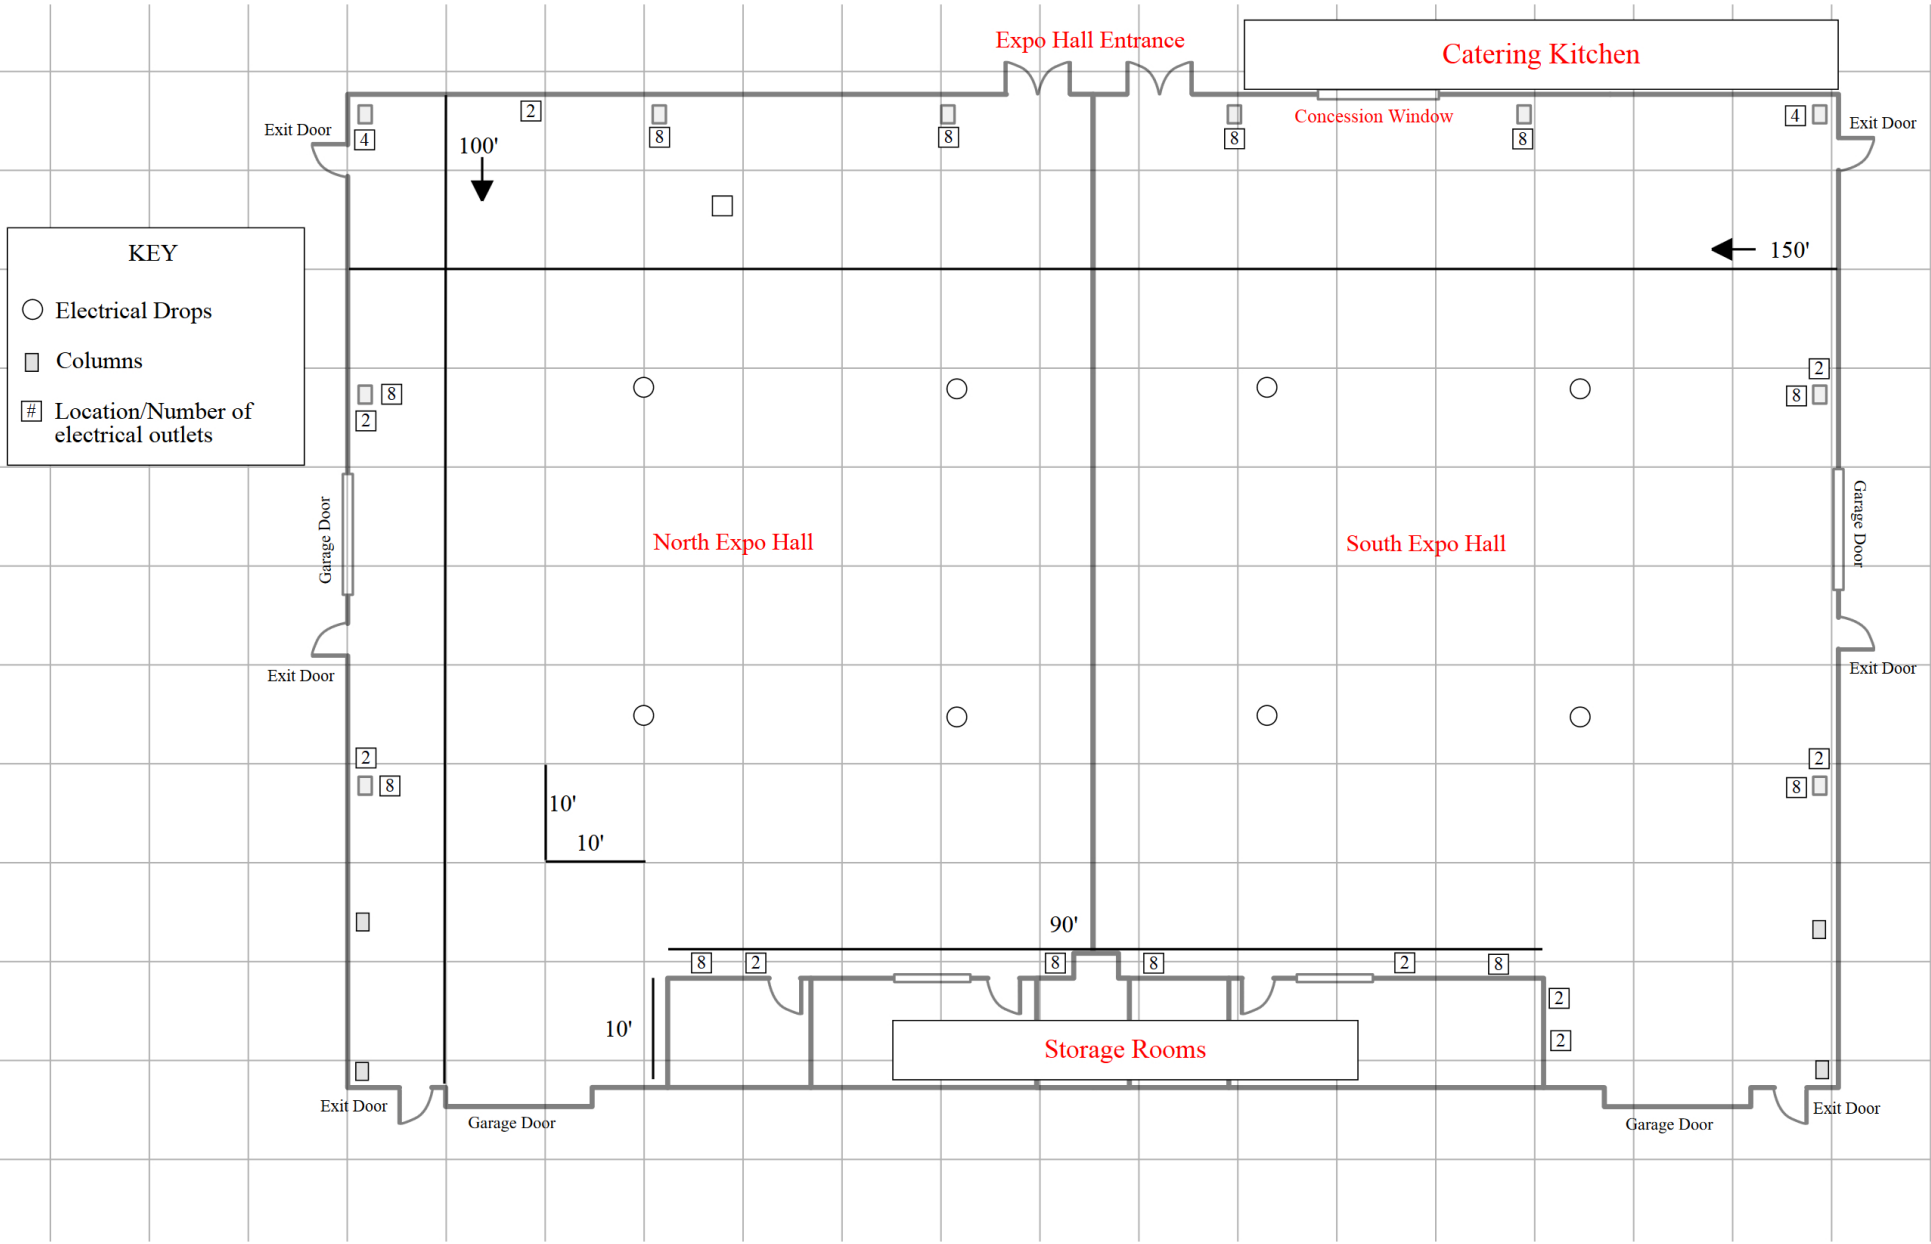 Expo Hall Entrance
Catering Kitchen
Concession Window
Exit Door
Exit Door
2
4
8
8
8
8
4
100'
150'
KEY
Electrical Drops
Columns
# Location/Number of
electrical outlets
8
2
2
8
Garage Door
Garage Door
North Expo Hall
South Expo Hall
Exit Door
Exit Door
2
8
2
8
10'
10'
90'
8
2
8
8
2
8
2
2
10'
Storage Rooms
Exit Door
Garage Door
Garage Door
Exit Door